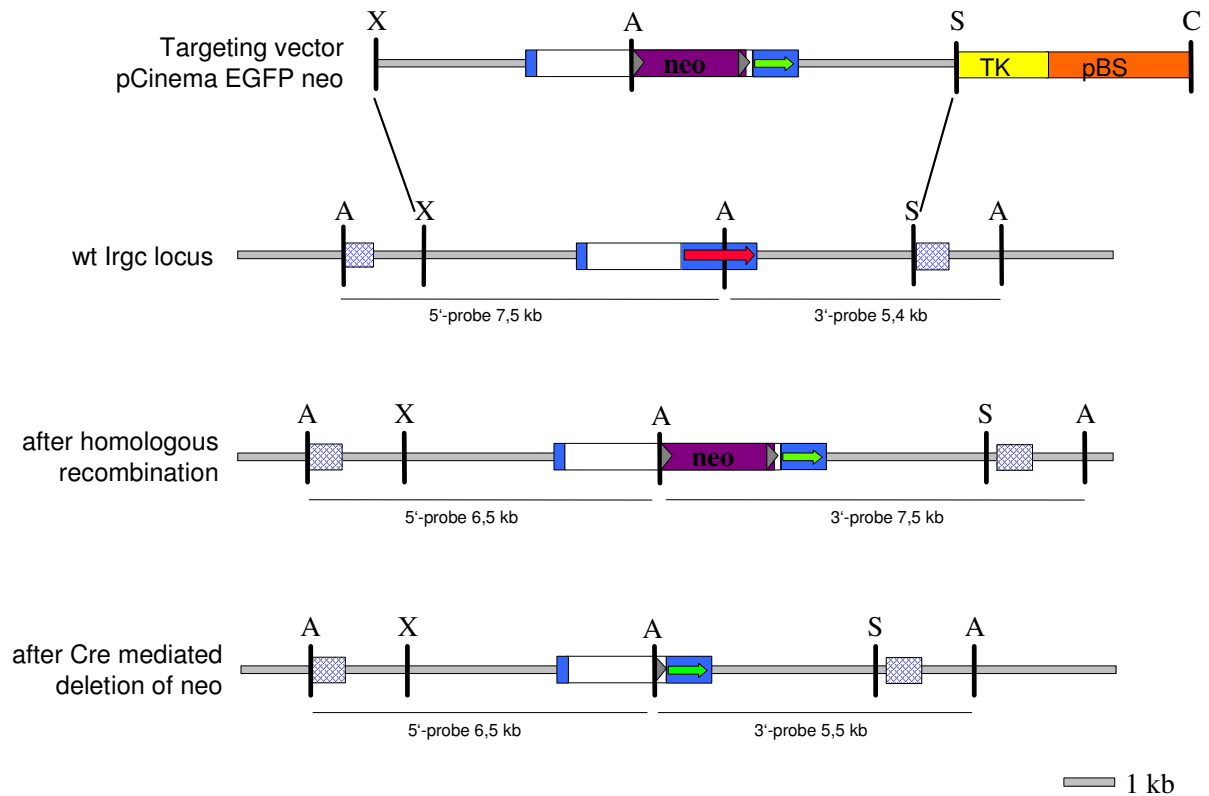 X A S C
Targeting vector
pCinema EGFP neo
neo TK pBS
A X A S A
wt Irgc locus
5‘-probe 7,5 kb 3‘-probe 5,4 kb
A X A S A
after homologous
recombination
neo
5‘-probe 6,5 kb 3‘-probe 7,5 kb
A X A S A
after Cre mediated
deletion of neo
5‘-probe 6,5 kb 3‘-probe 5,5 kb
1 kb